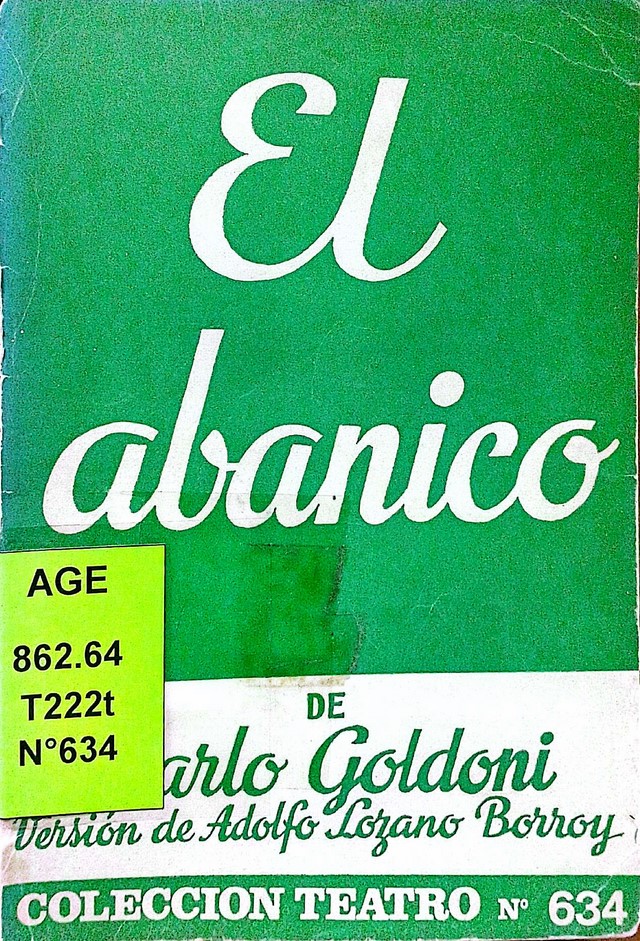 El
abanico
AGE
862.64
T222t
N°634
DE
arlo Goldoni
Versión de Adolfo Lozano Borroy
COLECCION TEATRO Nº 634